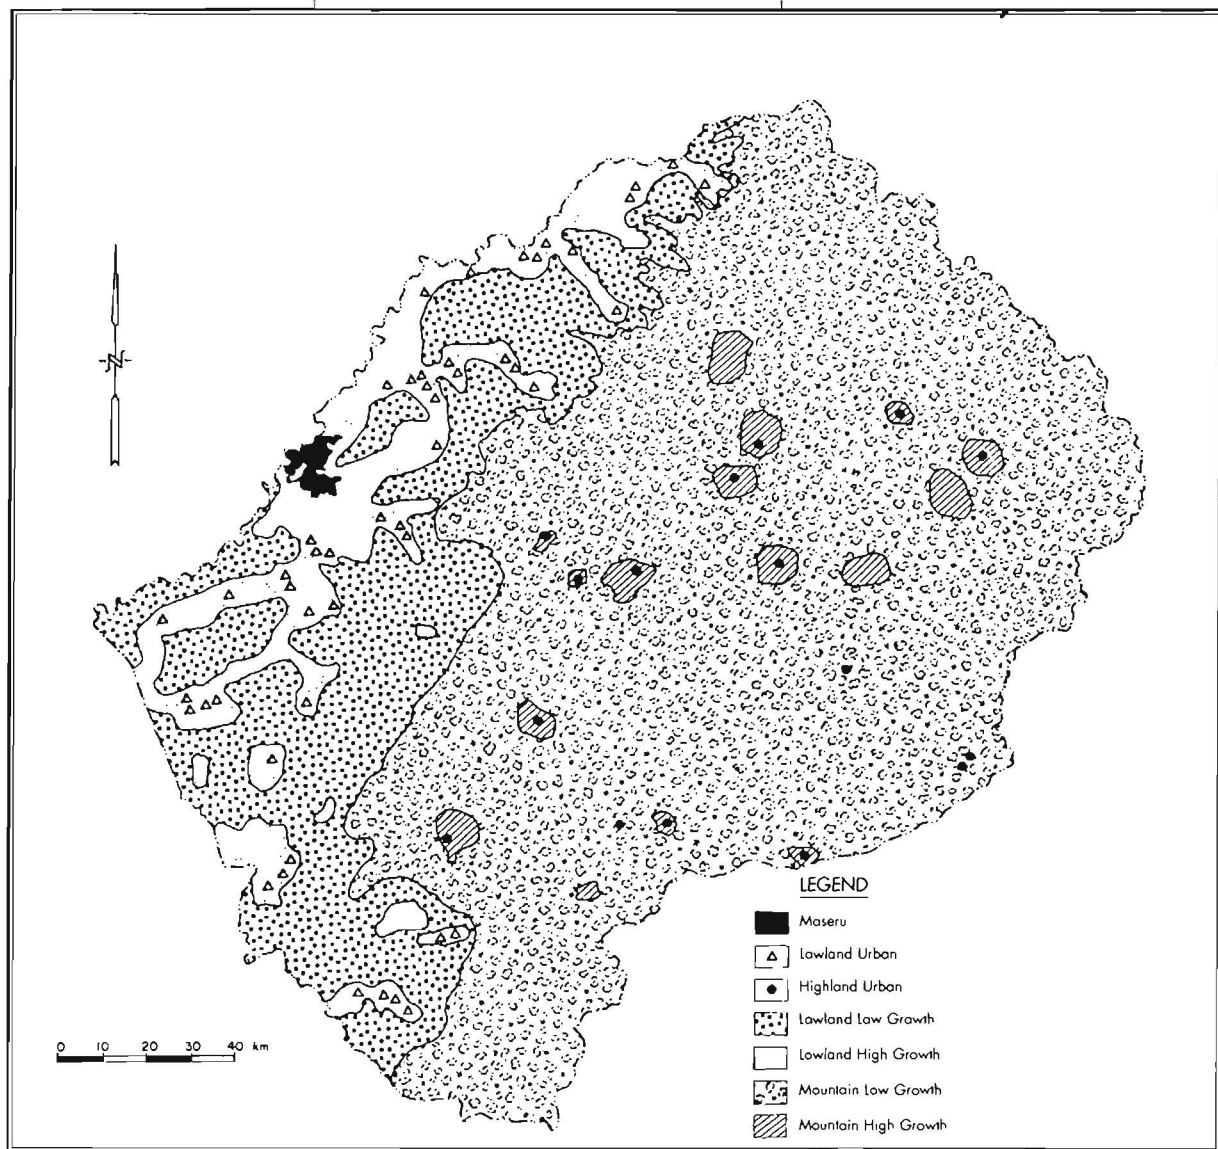 N
LEGEND
Maseru
Lowland Urban
Highland Urban
Lowland Low Growth
Lowland High Growth
Mountain Low Growth
Mountain High Growth
0 10 20 30 40 km